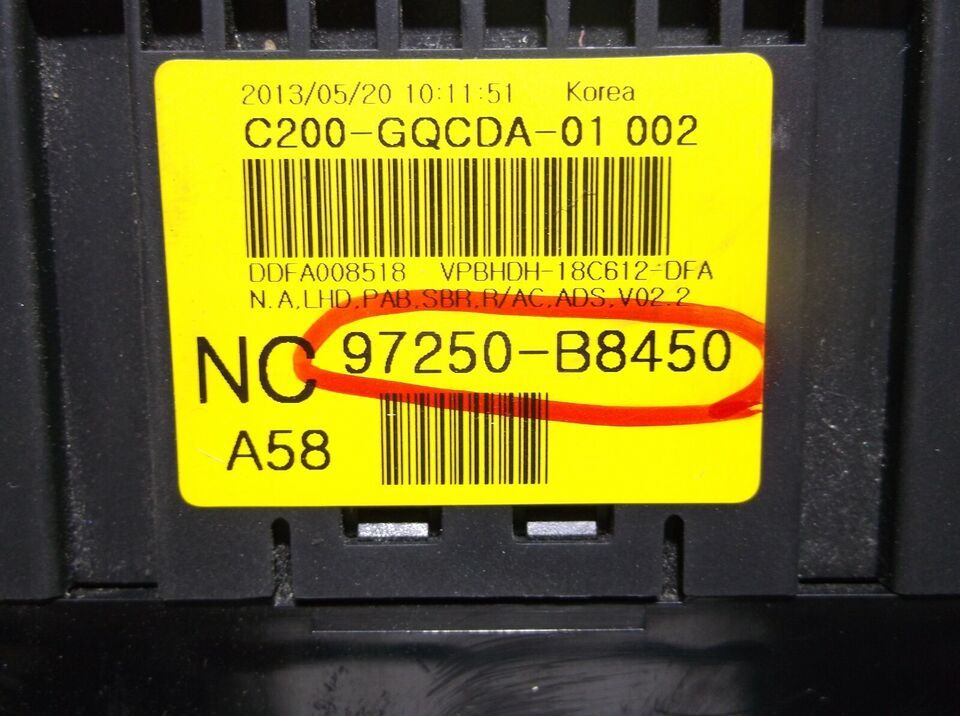 2013/05/20 10:11:51 Korea
C200-GQCDA-01 002
DDFA008518 VPBHDH-18C612-DFA
N.A,LHD,PAB,SBR,R/AC,ADS,V02.2
NC 97250-B8450
A58